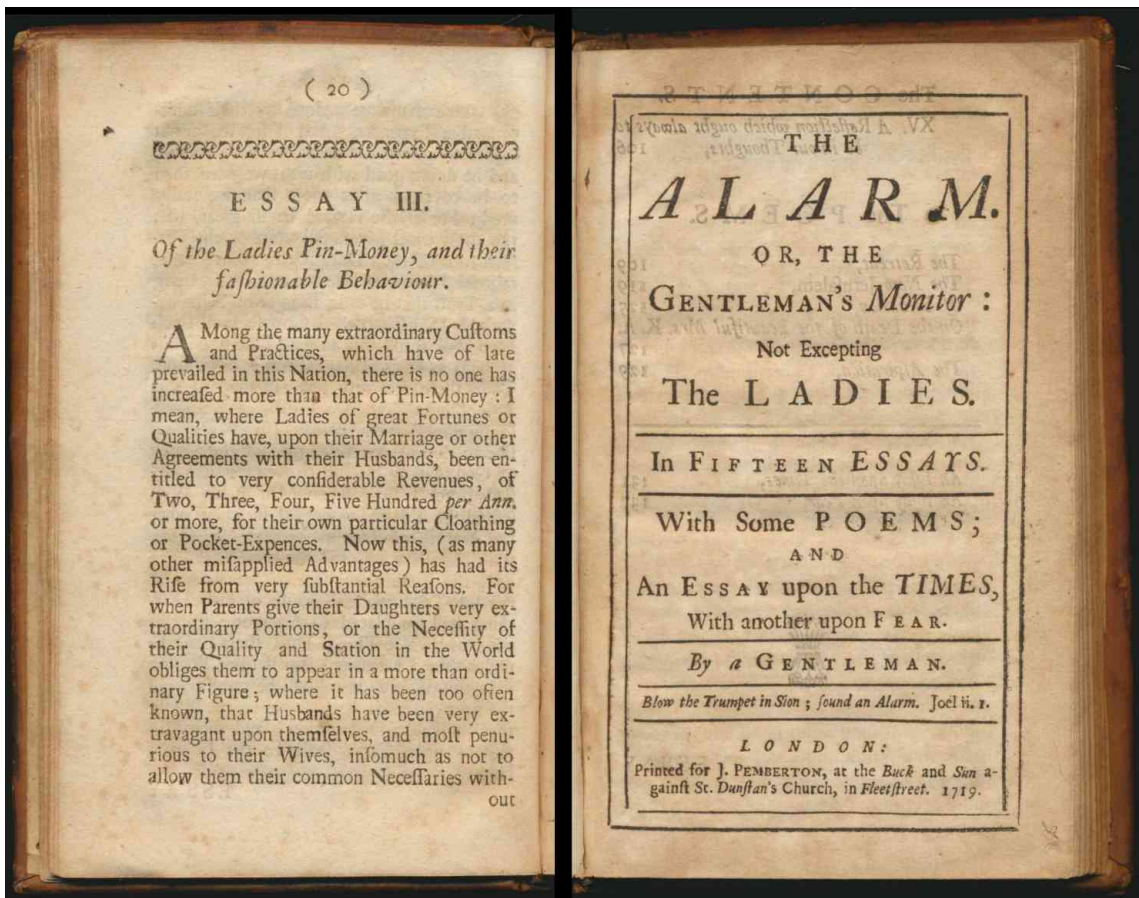 ( 20 )
ESSAY III.
Of the Ladies Pin-Money, and their
faſhionable Behaviour.
AMong the many extraordinary Cuſtoms
and Practices, which have of late
prevailed in this Nation, there is no one has
increaſed more than that of Pin-Money : I
mean, where Ladies of great Fortunes or
Qualities have, upon their Marriage or other
Agreements with their Husbands, been en-
titled to very conſiderable Revenues, of
Two, Three, Four, Five Hundred per Ann.
or more, for their own particular Cloathing
or Pocket-Expences. Now this, (as many
other miſapplied Advantages) has had its
Riſe from very ſubſtantial Reaſons. For
when Parents give their Daughters very ex-
traordinary Portions, or the Neceſſity of
their Quality and Station in the World
obliges them to appear in a more than ordi-
nary Figure; where it has been too often
known, that Husbands have been very ex-
travagant upon themſelves, and moſt penu-
rious to their Wives, inſomuch as not to
allow them their common Neceſſaries with-
out
THE
ALARM.
OR, THE
GENTLEMAN'S Monitor :
Not Excepting
The LADIES.
In FIFTEEN ESSAYS.
With Some POEMS;
AND
An ESSAY upon the TIMES,
With another upon FEAR.
By a GENTLEMAN.
Blow the Trumpet in Sion ; ſound an Alarm. Joel ii. 1.
LONDON:
Printed for J. PEMBERTON, at the Buck and Sun a-
gainſt St. Dunſtan's Church, in Fleetſtreet. 1719.